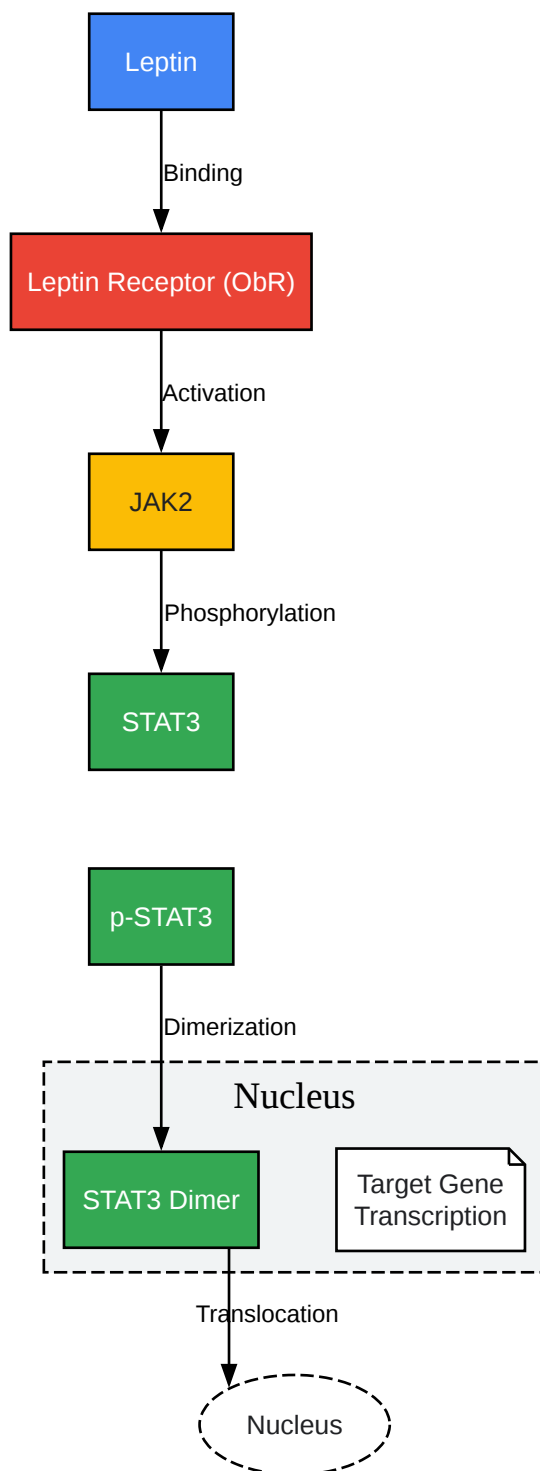 Leptin
Binding
Leptin Receptor (ObR)
Activation
JAK2
Phosphorylation
STAT3
p-STAT3
Dimerization
Nucleus
STAT3 Dimer
Target Gene
Transcription
Translocation
Nucleus